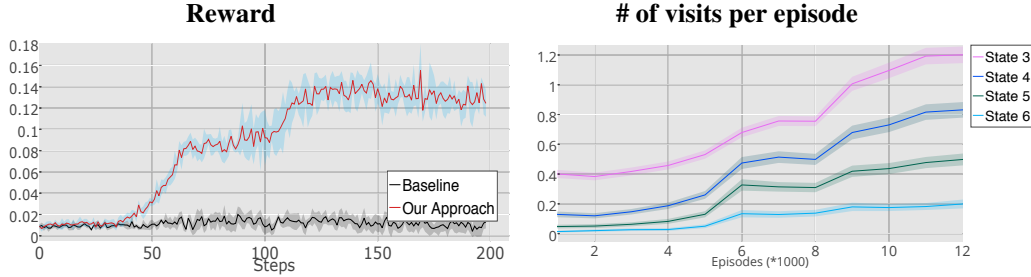 Reward
0.18
0.16
0.14
0.12
0.1
0.08
0.06
0.04
0.02
0
0
50
100
150
200
Steps
Baseline
Our Approach
# of visits per episode
1.2
1
0.8
0.6
0.4
0.2
0
2
4
6
8
10
12
Episodes (*1000)
State 3
State 4
State 5
State 6